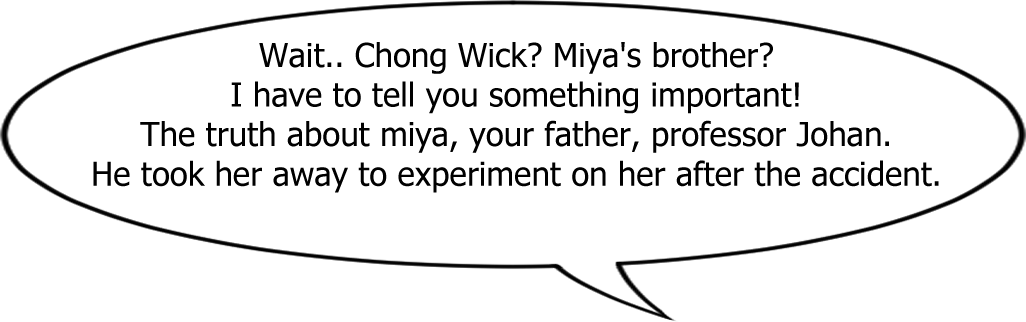 Wait.. Chong Wick? Miya's brother?
I have to tell you something important!
The truth about miya, your father, professor Johan.
He took her away to experiment on her after the accident.